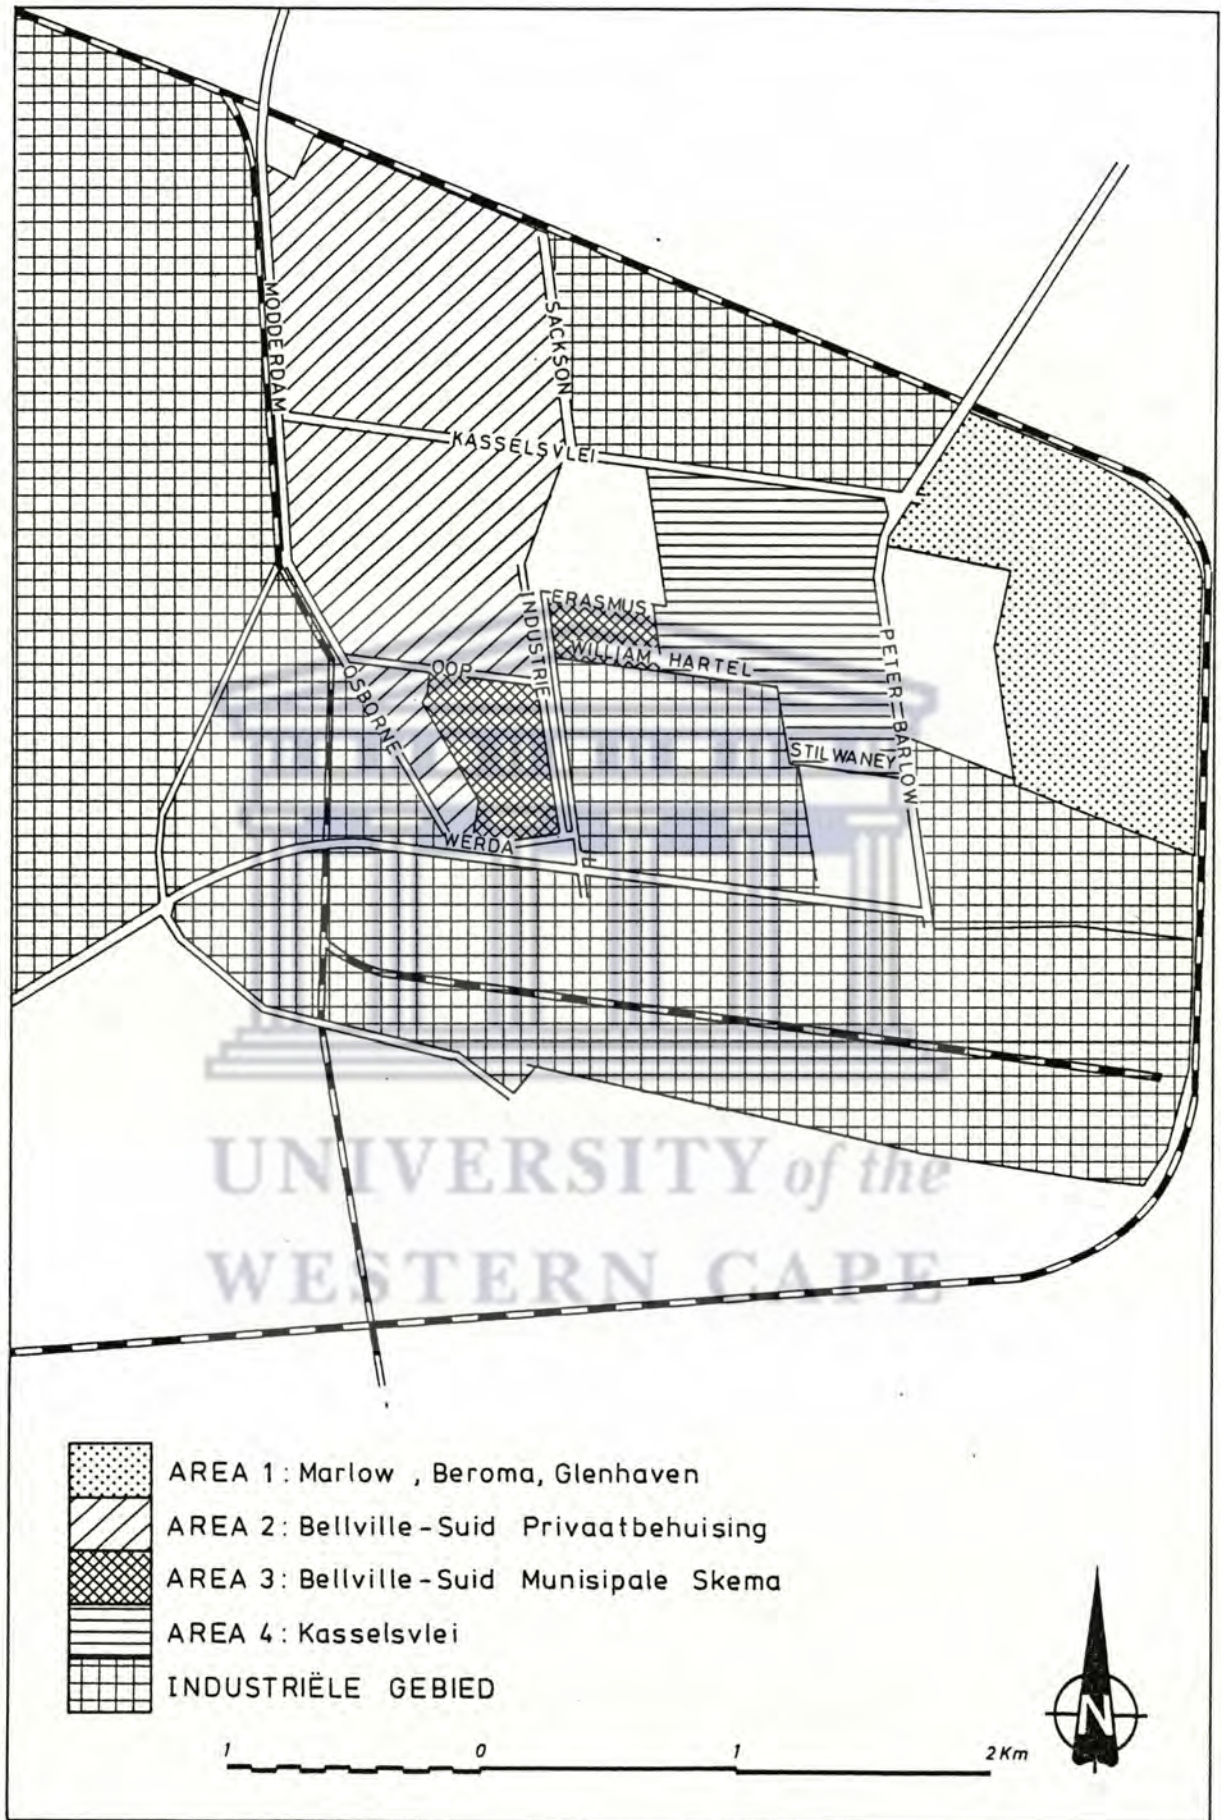 MODDERDAM
SACKSON
KASSELSVLEI
ERASMUS
INDUSTRIE
WILLIAM HARTEL
OOP
OSBORNE
PETER BARLOW
STILWANEY
WERDA
UNIVERSITY of the
WESTERN CAPE
AREA 1: Marlow , Beroma, Glenhaven
AREA 2: Bellville-Suid Privaatbehuising
AREA 3: Bellville-Suid Munisipale Skema
AREA 4: Kasselsvlei
INDUSTRIËLE GEBIED
N
1 0 1 2 Km